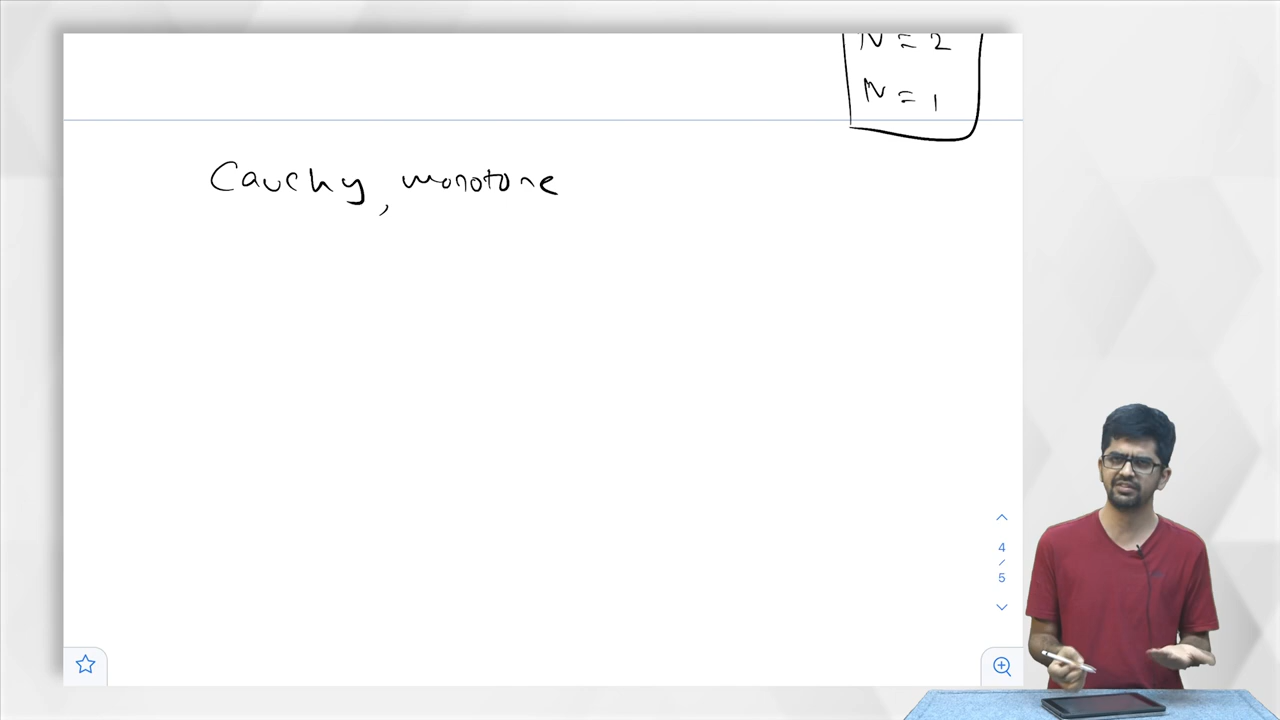 N = 2
N = 1
Cauchy, monotone
4
/
5